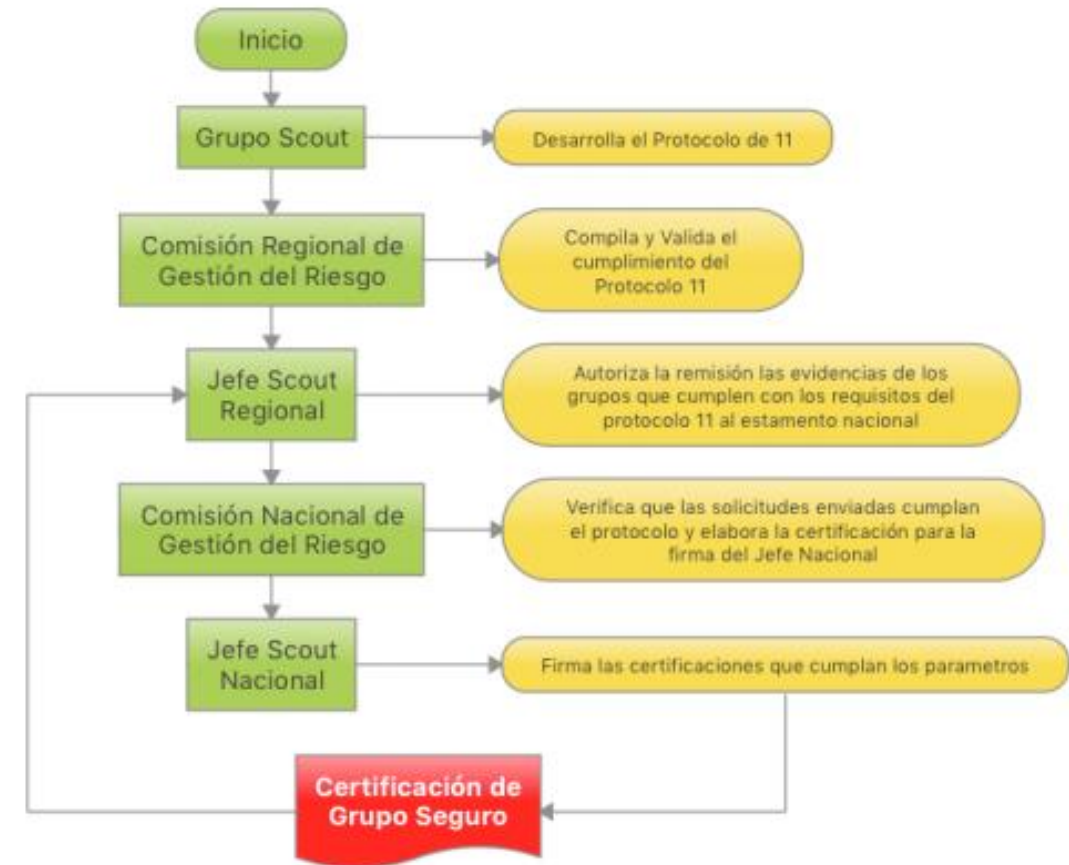 Inicio
Grupo Scout
Desarrolla el Protocolo de 11
Comisión Regional de
Gestión del Riesgo
Compila y Valida el
cumplimiento del
Protocolo 11
Jefe Scout
Regional
Autoriza la remisión las evidencias de los
grupos que cumplen con los requisitos del
protocolo 11 al estamento nacional
Comisión Nacional de
Gestión del Riesgo
Verifica que las solicitudes enviadas cumplan
el protocolo y elabora la certificación para la
firma del Jefe Nacional
Jefe Scout
Nacional
Firma las certificaciones que cumplan los parametros
Certificación de
Grupo Seguro